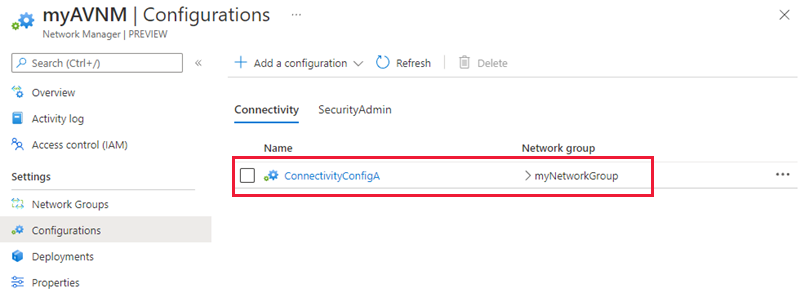 myAVNM | Configurations ...
Network Manager | PREVIEW
Search (Ctrl+/)
«
Overview
Activity log
Access control (IAM)
Settings
Network Groups
Configurations
Deployments
Properties
+ Add a configuration Refresh Delete
Connectivity SecurityAdmin
Name Network group
ConnectivityConfigA > myNetworkGroup ...